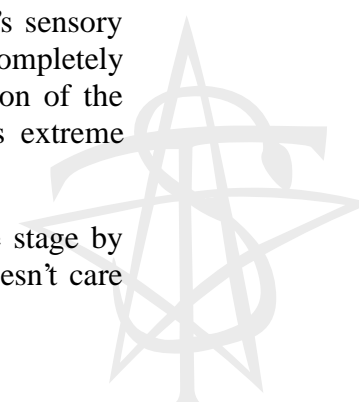 's sensory
ompletely
on of the
s extreme
stage by
esn't care